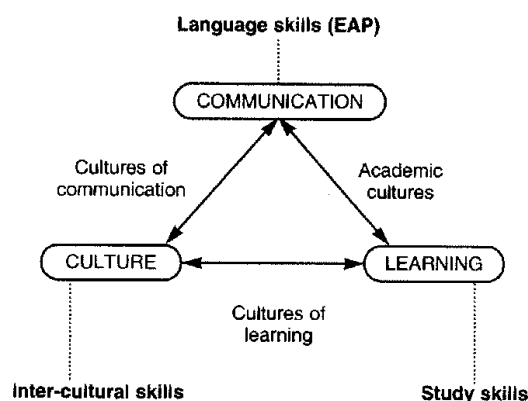 Language skills (EAP)
COMMUNICATION
Cultures of
communication
Academic
cultures
CULTURE
LEARNING
Cultures of
learning
Inter-cultural skills
Study skills